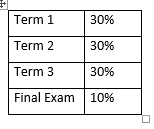 Term 1 30%
Term 2 30%
Term 3 30%
Final Exam 10%